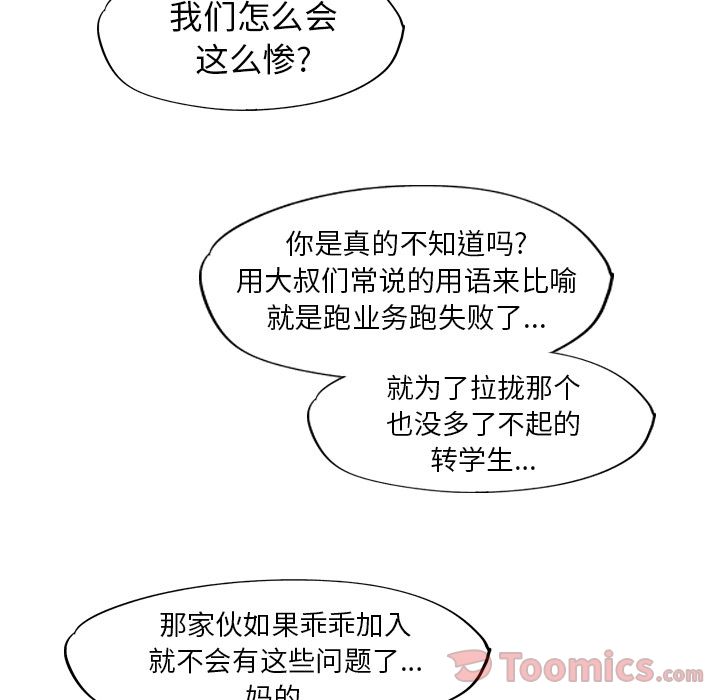 我们怎么会
这么惨?
你是真的不知道吗?
用大叔们常说的用语来比喻
就是跑业务跑失败了...
就为了拉拢那个
也没多了不起的
转学生...
那家伙如果乖乖加入
就不会有这些问题了...
妈的
Toomics.com